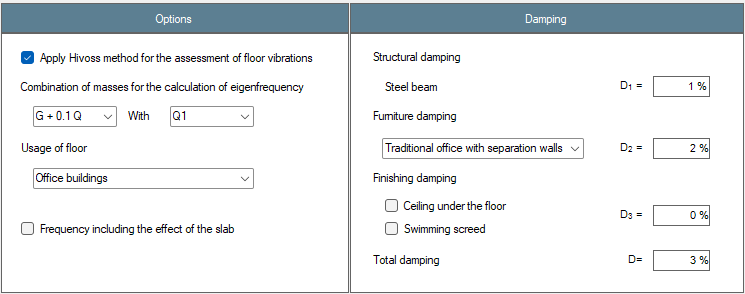 Options
Apply Hivoss method for the assessment of floor vibrations
Combination of masses for the calculation of eigenfrequency
G + 0.1 Q With Q1
Usage of floor
Office buildings
Frequency including the effect of the slab
Damping
Structural damping
Steel beam D1 = 1 %
Furniture damping
Traditional office with separation walls D2 = 2 %
Finishing damping
Ceiling under the floor
D3 = 0 %
Swimming screed
Total damping D= 3 %